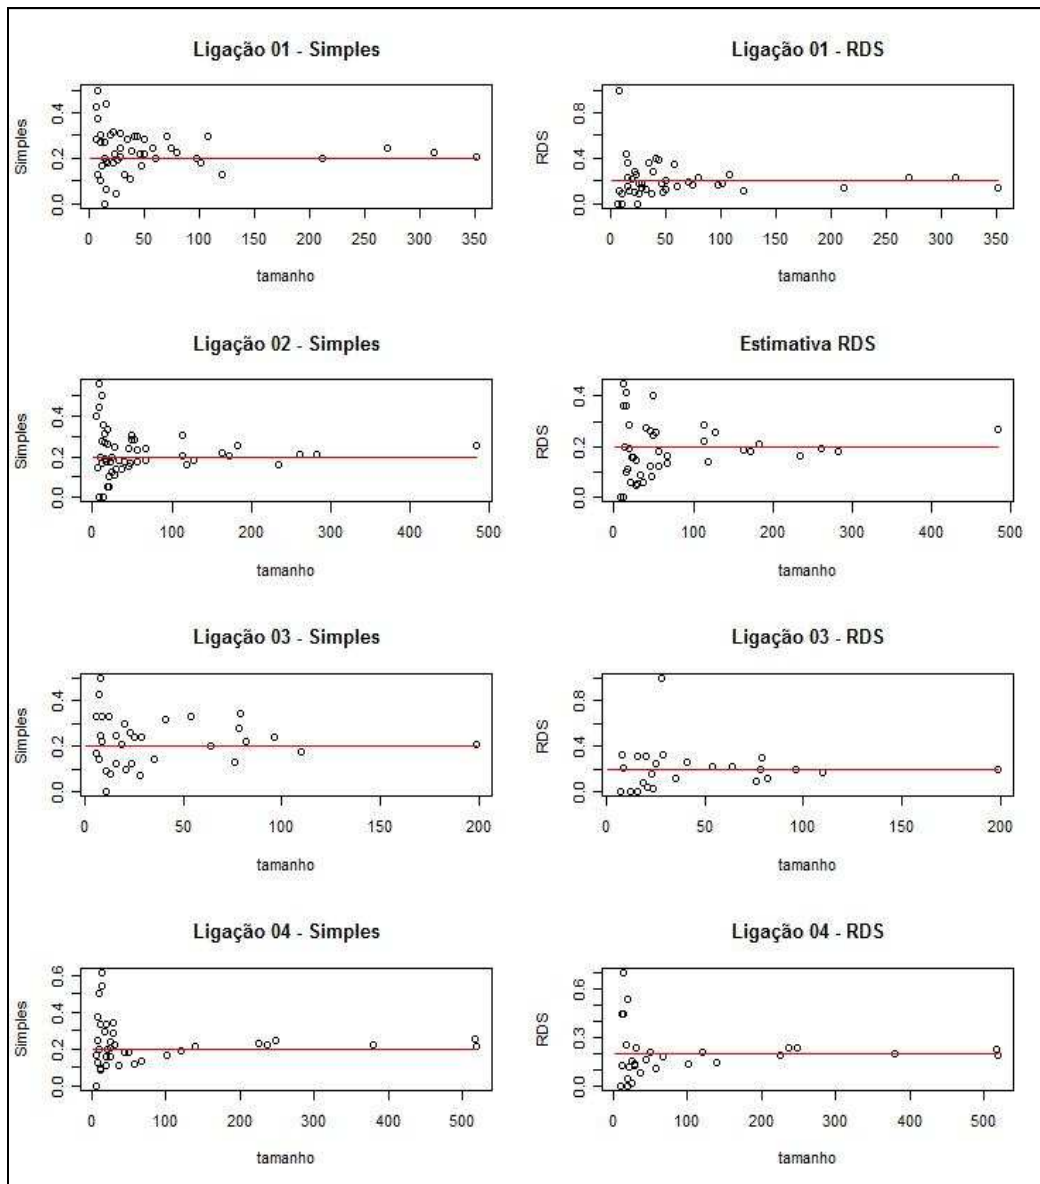 Ligação 01 - Simples
Simples
0.0 0.2 0.4
0 50 100 150 200 250 300 350
tamanho
Ligação 01 - RDS
RDS
0.0 0.4 0.8
0 50 100 150 200 250 300 350
tamanho
Ligação 02 - Simples
Simples
0.0 0.2 0.4
0 100 200 300 400 500
tamanho
Estimativa RDS
RDS
0.0 0.2 0.4
0 100 200 300 400 500
tamanho
Ligação 03 - Simples
Simples
0.0 0.2 0.4
0 50 100 150 200
tamanho
Ligação 03 - RDS
RDS
0.0 0.4 0.8
0 50 100 150 200
tamanho
Ligação 04 - Simples
Simples
0.0 0.2 0.4 0.6
0 100 200 300 400 500
tamanho
Ligação 04 - RDS
RDS
0.0 0.3 0.6
0 100 200 300 400 500
tamanho